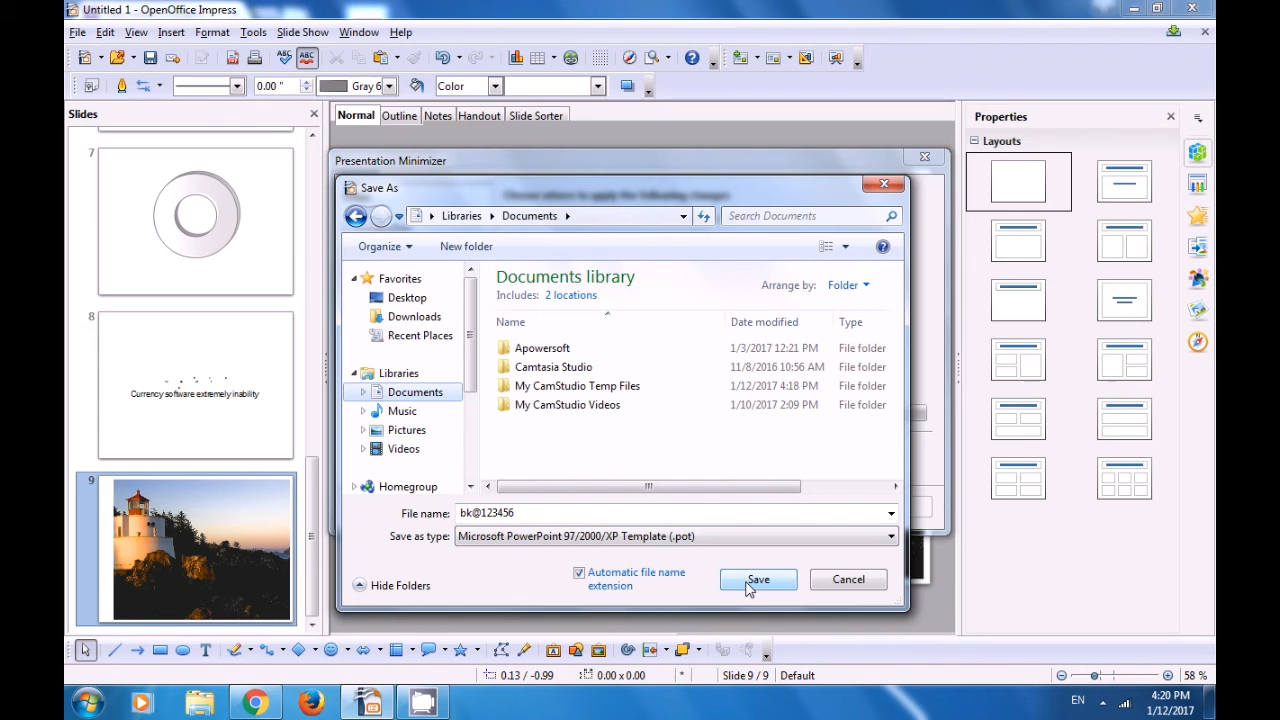 Untitled 1 - OpenOffice Impress
File Edit View Insert Format Tools Slide Show Window Help
0.00 " Gray 6 Color
Slides
Normal Outline Notes Handout Slide Sorter
Properties
Layouts
7
8
Currency software extremely inability
9
Presentation Minimizer
Save As
Libraries Documents
Search Documents
Organize New folder
Documents library
Includes: 2 locations
Arrange by: Folder
Name Date modified Type
Apowersoft 1/3/2017 12:21 PM File folder
Camtasia Studio 11/8/2016 10:56 AM File folder
My CamStudio Temp Files 1/12/2017 4:18 PM File folder
My CamStudio Videos 1/10/2017 2:09 PM File folder
Favorites
Desktop
Downloads
Recent Places
Libraries
Documents
Music
Pictures
Videos
Homegroup
File name: bk@123456
Save as type: Microsoft PowerPoint 97/2000/XP Template (.pot)
Hide Folders
Automatic file name
extension
Save Cancel
0.13 / -0.99 0.00 x 0.00 * Slide 9 / 9 Default 58 %
EN
4:20 PM
1/12/2017